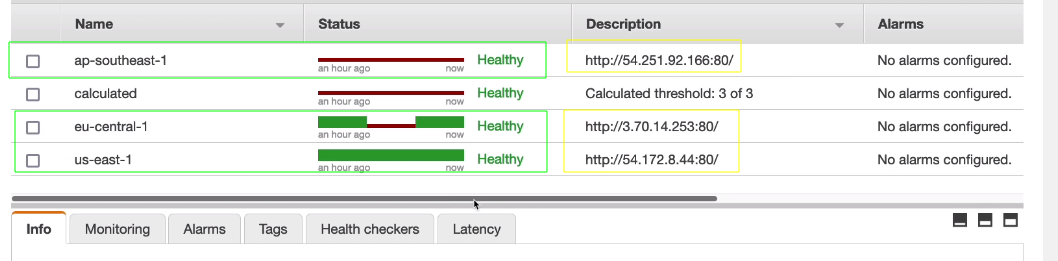 Name Status Description Alarms
ap-southeast-1 Healthy http://54.251.92.166:80/ No alarms configured.
an hour ago now
calculated Healthy Calculated threshold: 3 of 3 No alarms configured.
an hour ago now
eu-central-1 Healthy http://3.70.14.253:80/ No alarms configured.
an hour ago now
us-east-1 Healthy http://54.172.8.44:80/ No alarms configured.
an hour ago now
Info Monitoring Alarms Tags Health checkers Latency